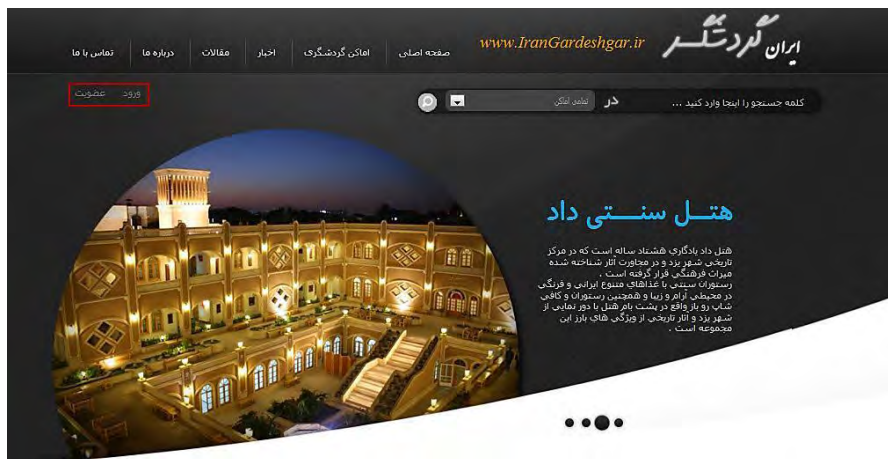 ایران گردشگر
www.IranGardeshgar.ir
صفحه اصلی
اماکن گردشگری
اخبار
مقالات
درباره ما
تماس با ما
کلمه جستجو را اینجا وارد کنید ...
در
تمامی اماکن
ورود
عضویت
هتــل سنـــتی داد
هتل داد یادگاری هشتاد ساله است که در مرکز
تاریخی شهر یزد و در مجاورت آثار شناخته شده
میراث فرهنگی قرار گرفته است .
رستوران سنتی با غذاهای متنوع ایرانی و فرنگی
در محیطی آرام و زیبا و همچنین رستوران و کافی
شاپ رو باز واقع در پشت بام هتل با دور نمایی از
شهر یزد و آثار تاریخی از ویژگی های بارز این
مجموعه است .